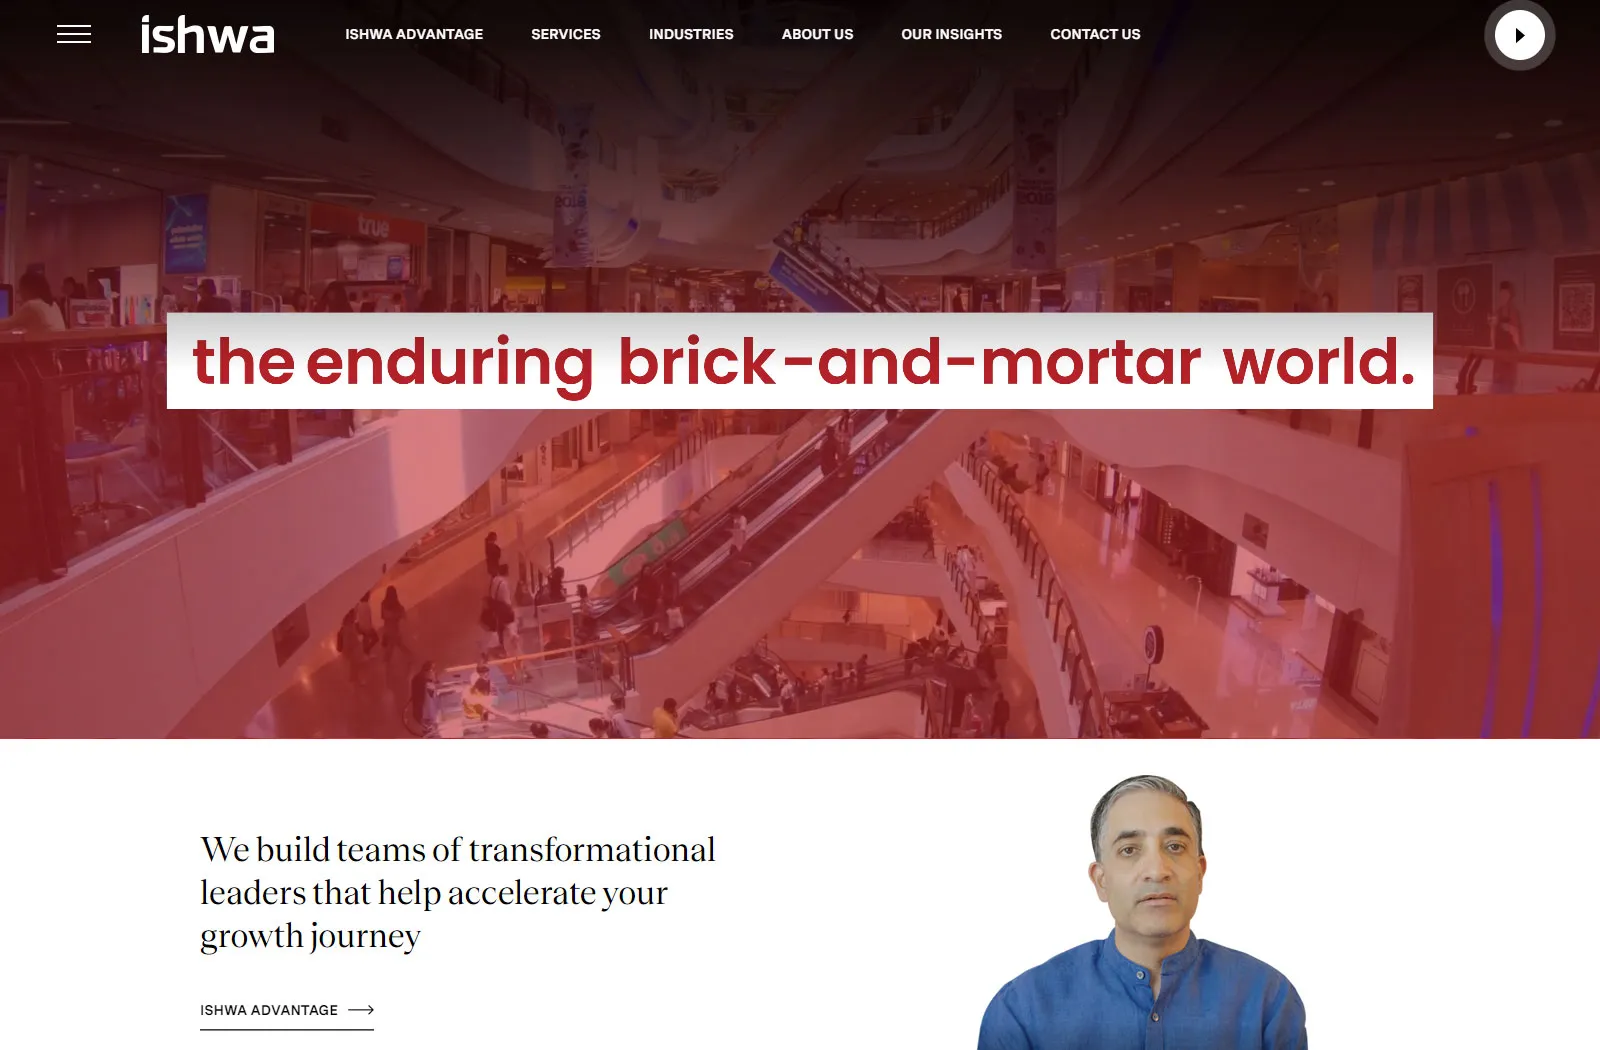 ishwa
ISHWA ADVANTAGE
SERVICES
INDUSTRIES
ABOUT US
OUR INSIGHTS
CONTACT US
true
the enduring brick-and-mortar world.
We build teams of transformational
leaders that help accelerate your
growth journey
ISHWA ADVANTAGE